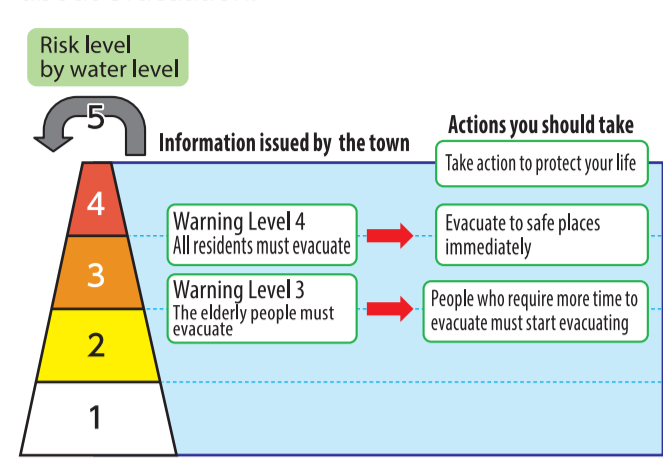 Risk level
by water level
5
Information issued by the town
Actions you should take
Take action to protect your life
4
Warning Level 4
All residents must evacuate
Evacuate to safe places
immediately
3
Warning Level 3
The elderly people must
evacuate
People who require more time to
evacuate must start evacuating
2
1